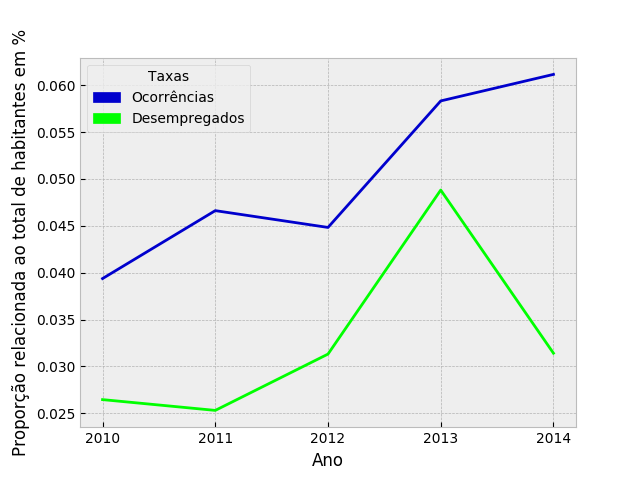 Proporção relacionada ao total de habitantes em %
Taxas
Ocorrências
Desempregados
0.060
0.055
0.050
0.045
0.040
0.035
0.030
0.025
2010 2011 2012 2013 2014
Ano